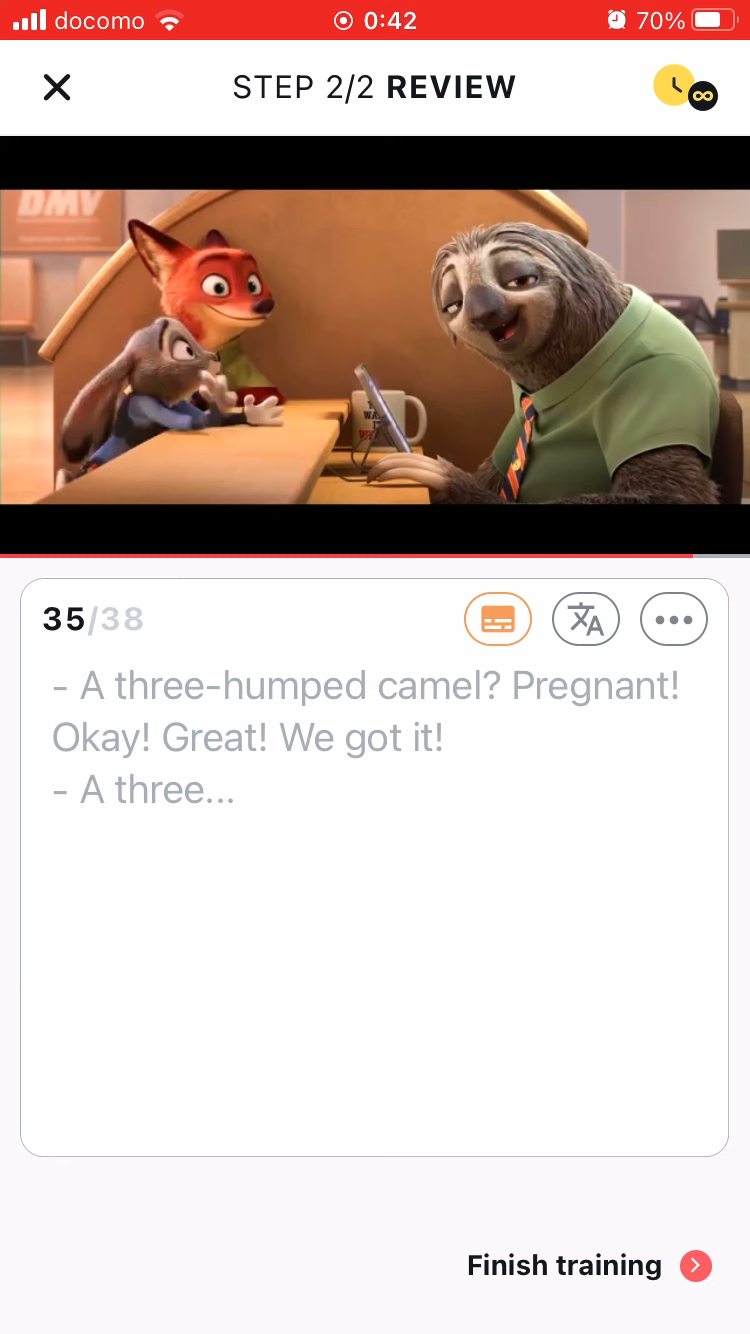 docomo 0:42 70%
STEP 2/2 REVIEW
DMV
35/38
- A three-humped camel? Pregnant!
Okay! Great! We got it!
- A three...
Finish training